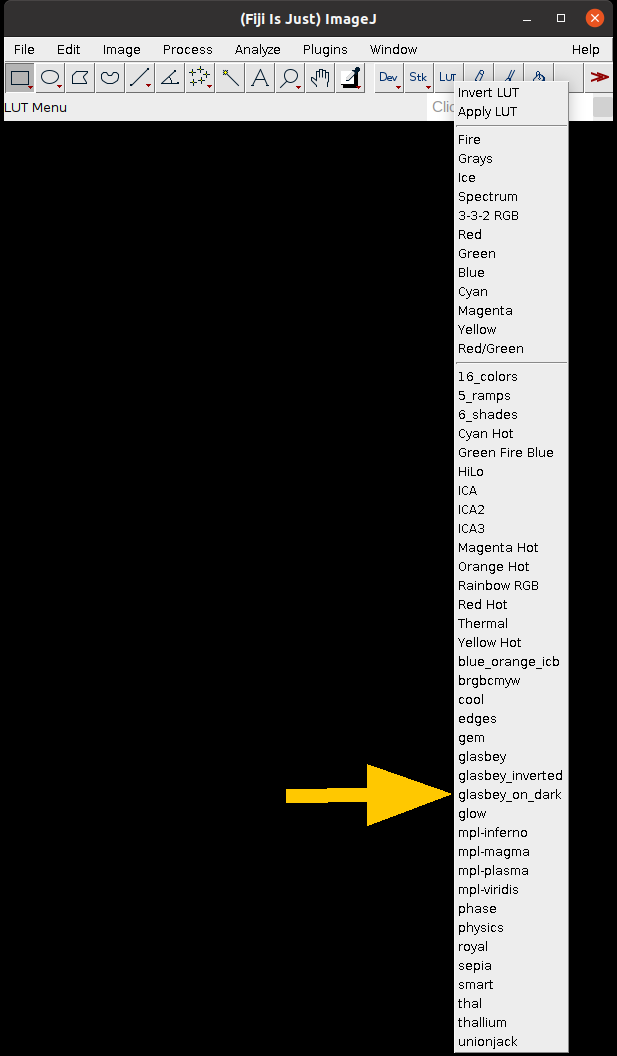 (Fiji Is Just) ImageJ
File Edit Image Process Analyze Plugins Window Help
A Dev Stk LUT
LUT Menu Clic
Invert LUT
Apply LUT
Fire
Grays
Ice
Spectrum
3-3-2 RGB
Red
Green
Blue
Cyan
Magenta
Yellow
Red/Green
16_colors
5_ramps
6_shades
Cyan Hot
Green Fire Blue
HiLo
ICA
ICA2
ICA3
Magenta Hot
Orange Hot
Rainbow RGB
Red Hot
Thermal
Yellow Hot
blue_orange_icb
brgbcmyw
cool
edges
gem
glasbey
glasbey_inverted
glasbey_on_dark
glow
mpl-inferno
mpl-magma
mpl-plasma
mpl-viridis
phase
physics
royal
sepia
smart
thal
thallium
unionjack